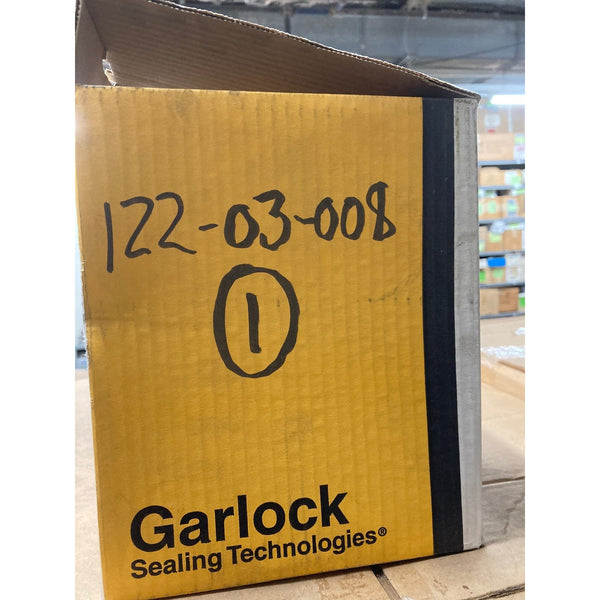 122-03-008
1
Garlock
Sealing Technologies®